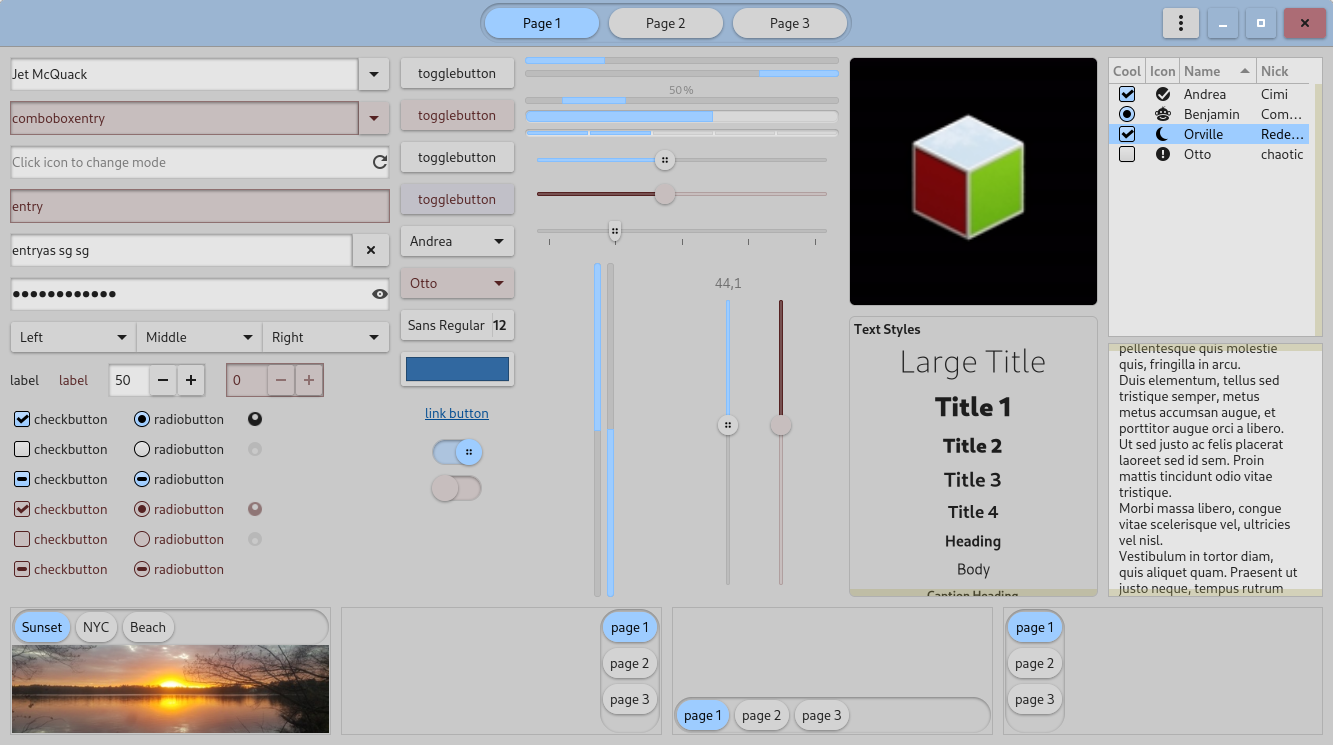 Page 1
Page 2
Page 3
Jet McQuack
comboboxentry
Click icon to change mode
entry
entryas sg sg
Left
Middle
Right
label
label
50
0
checkbutton
radiobutton
checkbutton
radiobutton
checkbutton
radiobutton
checkbutton
radiobutton
checkbutton
radiobutton
checkbutton
radiobutton
togglebutton
togglebutton
togglebutton
togglebutton
Andrea
Otto
Sans Regular 12
link button
50 %
44,1
Text Styles
Large Title
Title 1
Title 2
Title 3
Title 4
Heading
Body
Caption Heading
Cool Icon Name Nick
Andrea Cimi
Benjamin Com...
Orville Rede...
Otto chaotic
pellentesque quis molestie
quis, fringilla in arcu.
Duis elementum, tellus sed
tristique semper, metus
metus accumsan augue, et
porttitor augue orci a libero.
Ut sed justo ac felis placerat
laoreet sed id sem. Proin
mattis tincidunt odio vitae
tristique.
Morbi massa libero, congue
vitae scelerisque vel, ultricies
vel nisl.
Vestibulum in tortor diam,
quis aliquet quam. Praesent ut
justo neque, tempus rutrum
Sunset
NYC
Beach
page 1
page 2
page 3
page 1
page 2
page 3
page 1
page 2
page 3